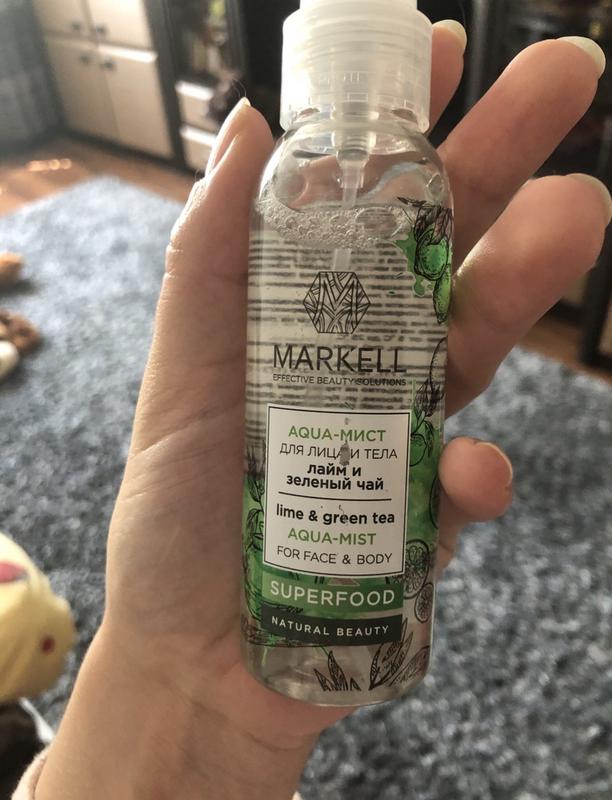 MARKELL
EFFECTIVE BEAUTY SOLUTIONS
AQUA-МИСТ
ДЛЯ ЛИЦА И ТЕЛА
лайм и
зеленый чай
lime & green tea
AQUA-MIST
FOR FACE & BODY
SUPERFOOD
NATURAL BEAUTY